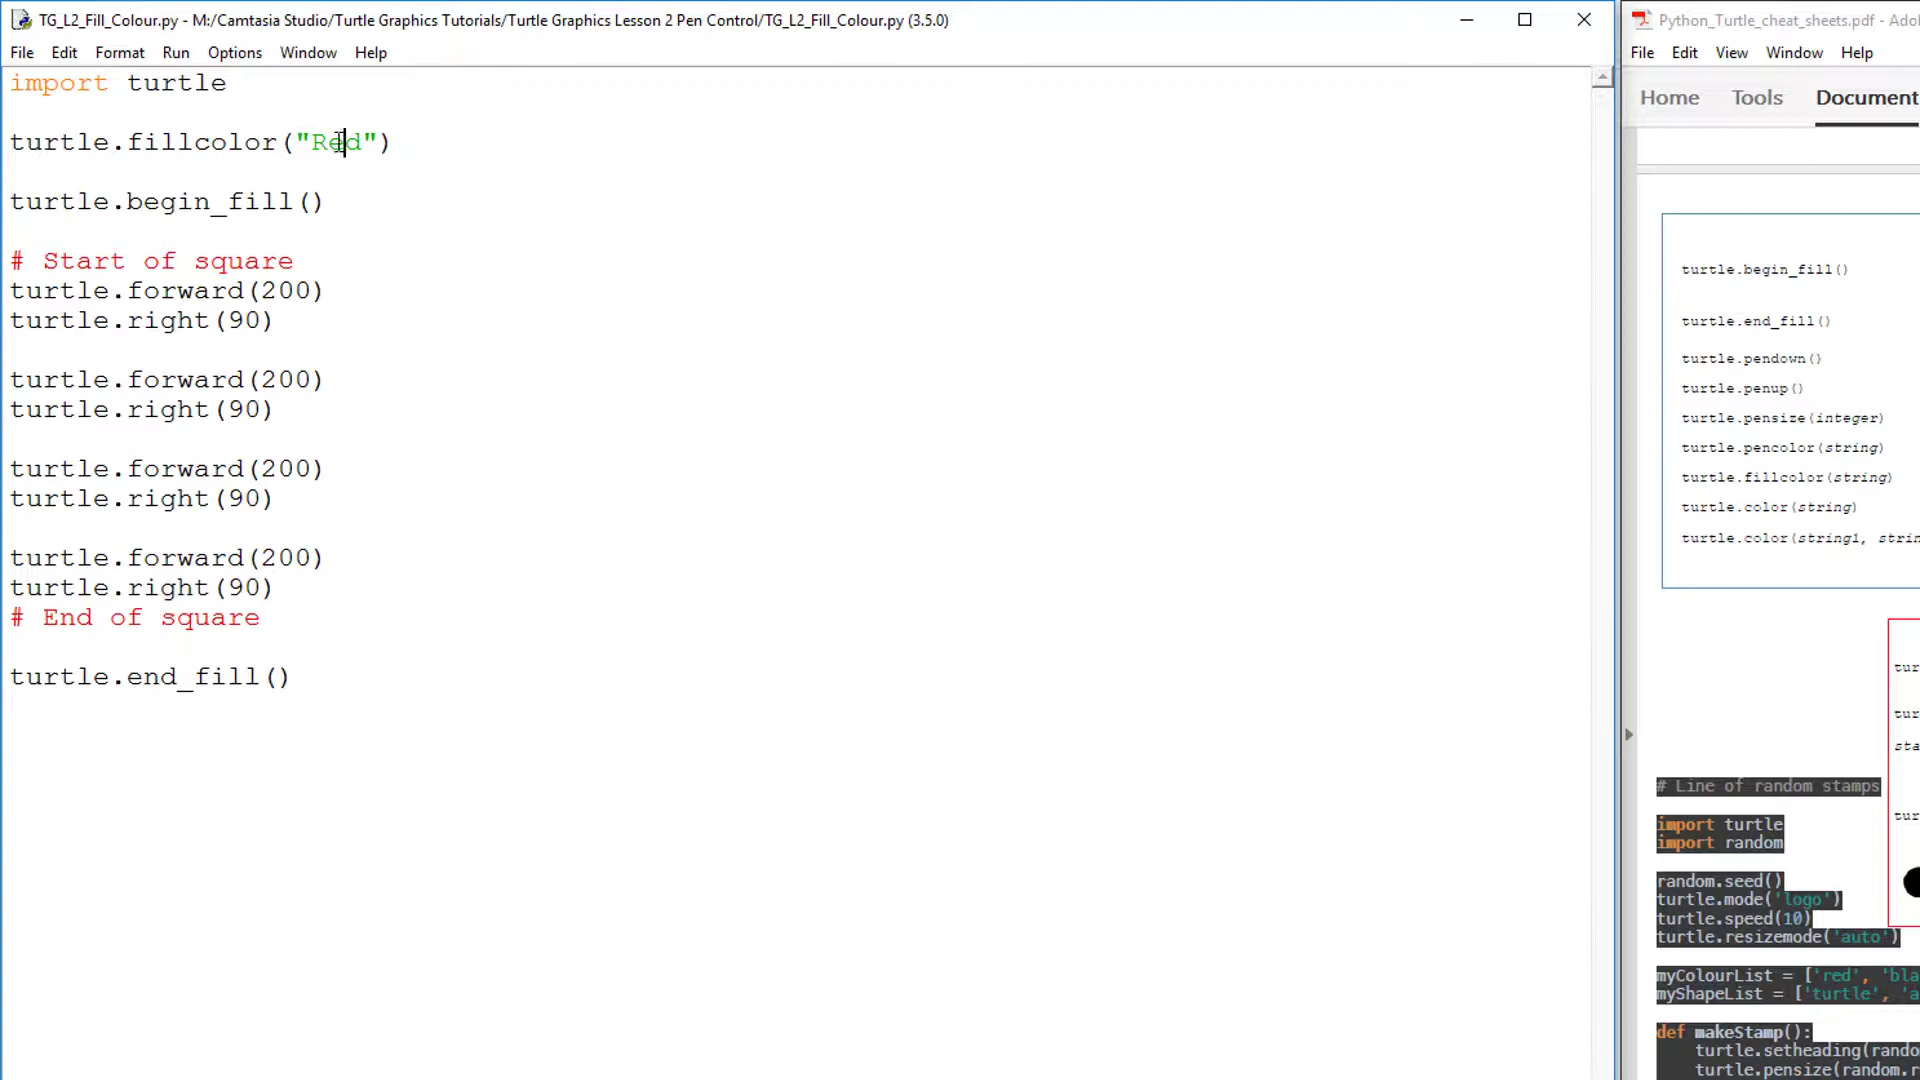 TG_L2_Fill_Colour.py - M:/Camtasia Studio/Turtle Graphics Tutorials/Turtle Graphics Lesson 2 Pen Control/TG_L2_Fill_Colour.py (3.5.0)
File Edit Format Run Options Window Help
import turtle
turtle.fillcolor("Red")
turtle.begin_fill()
# Start of square
turtle.forward(200)
turtle.right(90)
turtle.forward(200)
turtle.right(90)
turtle.forward(200)
turtle.right(90)
turtle.forward(200)
turtle.right(90)
# End of square
turtle.end_fill()
Python_Turtle_cheat_sheets.pdf - Ado
File Edit View Window Help
Home Tools Document
turtle.begin_fill()
turtle.end_fill()
turtle.pendown()
turtle.penup()
turtle.pensize(integer)
turtle.pencolor(string)
turtle.fillcolor(string)
turtle.color(string)
turtle.color(string1, strin
tur
tur
sta
tur
# Line of random stamps
import turtle
import random
random.seed()
turtle.mode('logo')
turtle.speed(10)
turtle.resizemode('auto')
myColourList = ['red', 'bla
myShapeList = ['turtle', 'a
def makeStamp():
turtle.setheading(rando
turtle.pensize(random.r